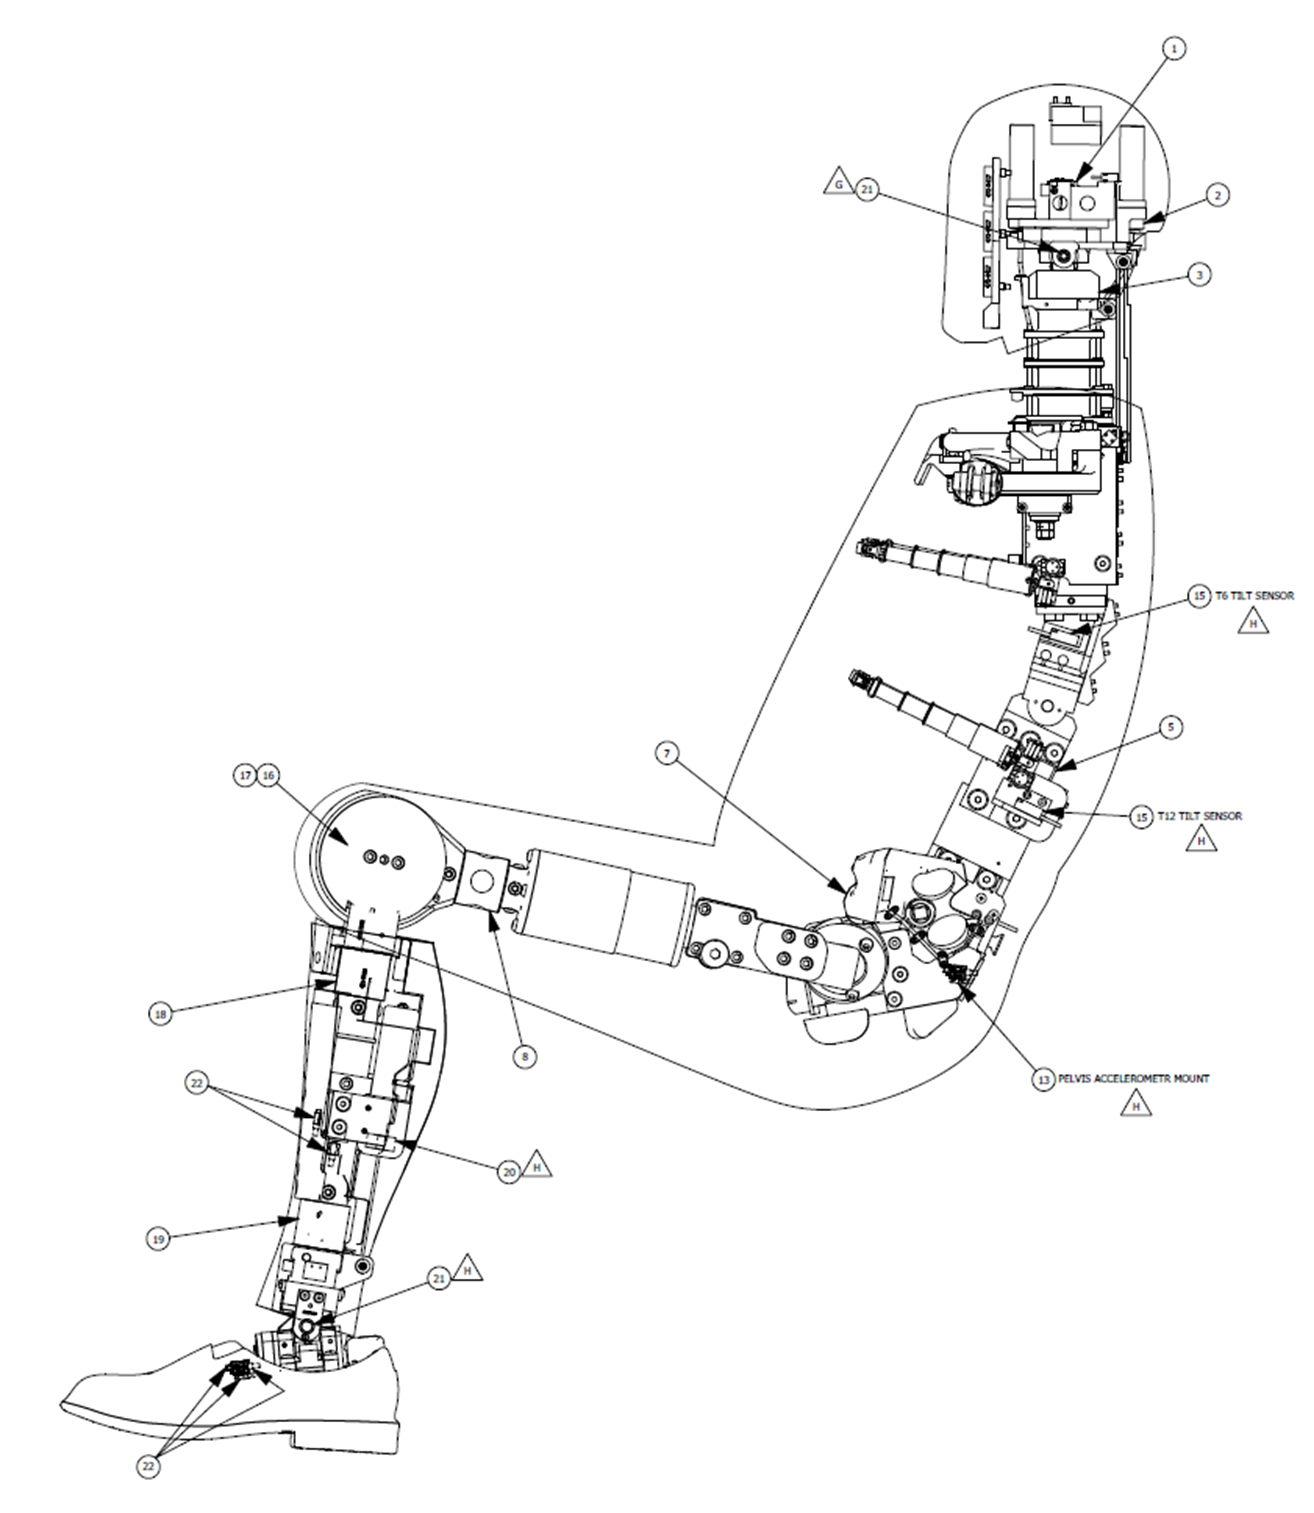 1
G 21
2
3
15 T6 TILT SENSOR
H
5
7
17 16
15 T12 TILT SENSOR
H
18
8
22
13 PELVIS ACCELEROMETR MOUNT
H
20 H
19
21 H
22